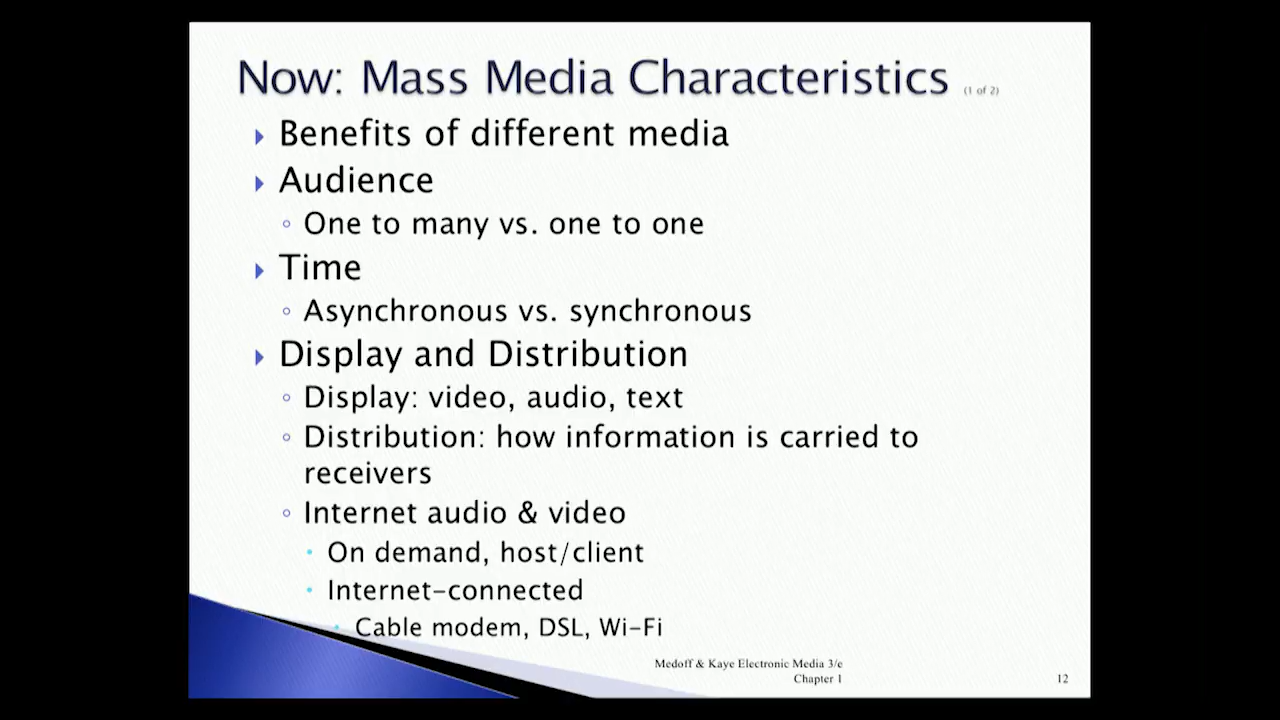 Now: Mass Media Characteristics (1 of 2)
Benefits of different media
Audience
One to many vs. one to one
Time
Asynchronous vs. synchronous
Display and Distribution
Display: video, audio, text
Distribution: how information is carried to
receivers
Internet audio & video
On demand, host/client
Internet-connected
Cable modem, DSL, Wi-Fi
Medoff & Kaye Electronic Media 3/e
Chapter 1
12